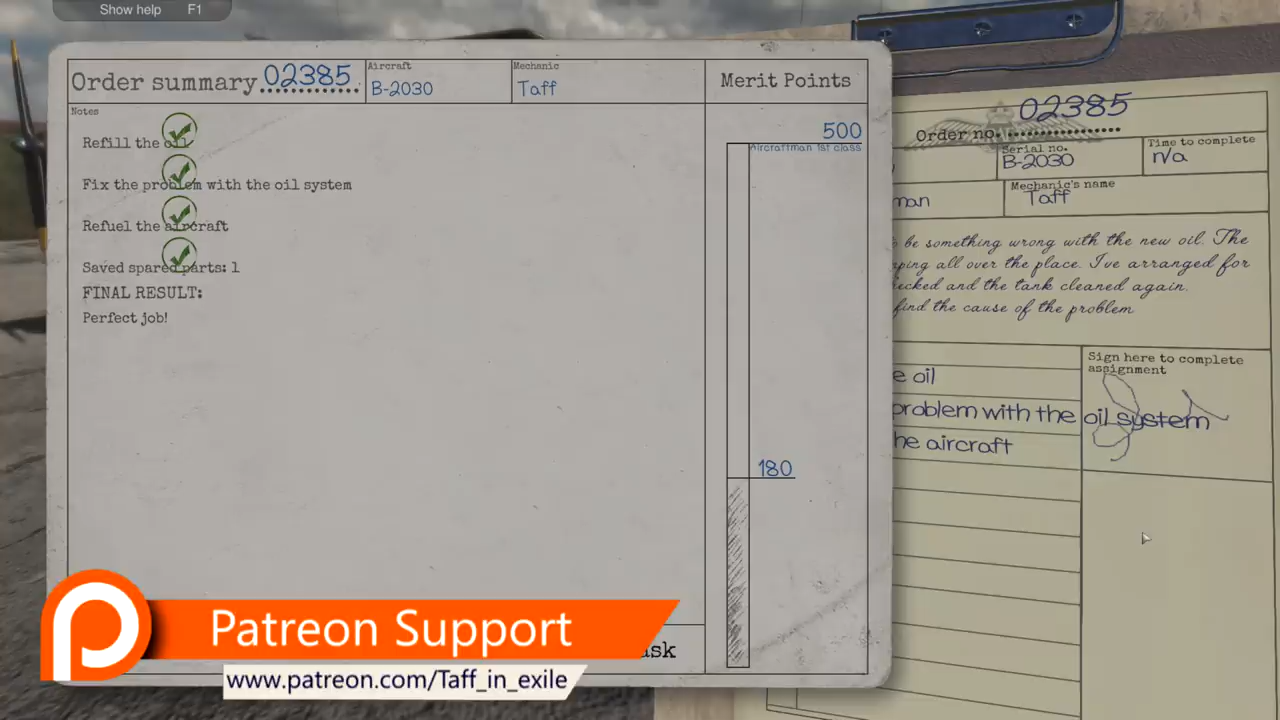 Show help F1
Order summary 02385
Aircraft
B-2030
Mechanic
Taff
Merit Points
Notes
Refill the oil
Fix the problem with the oil system
Refuel the aircraft
Saved spared parts: 1
FINAL RESULT:
Perfect job!
500
Aircraftman 1st class
180
ask
Order no. 02385
Serial no.
B-2030
Time to complete
n/a
man
Mechanic's name
Taff
be something wrong with the new oil. The
ping all over the place. I've arranged for
cked and the tank cleaned again.
find the cause of the problem
e oil
problem with the oil system
he aircraft
Sign here to complete
assignment
Patreon Support
www.patreon.com/Taff_in_exile